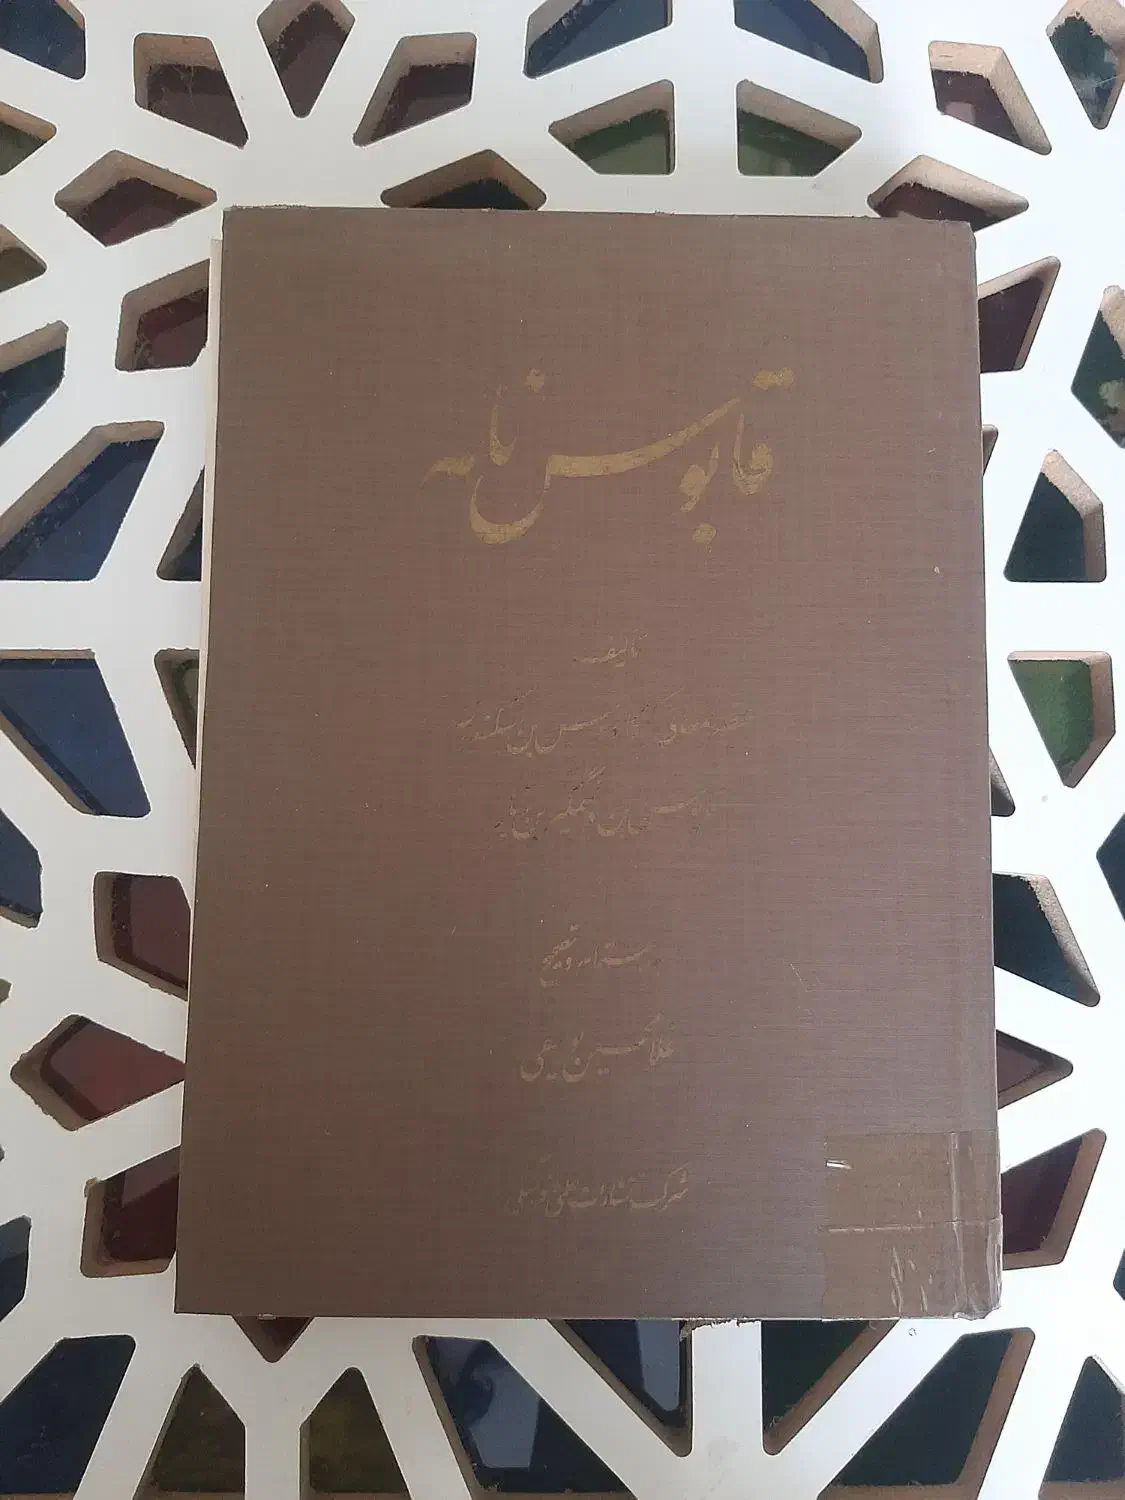 قابوس نامه
تألیف
عنصرالمعالی کیکاوس بن اسکندر
قابوس بن وشمگیر بن زیار
به اهتمام و تصحیح
غلامحسین یوسفی
شرکت انتشارات علمی و فرهنگی